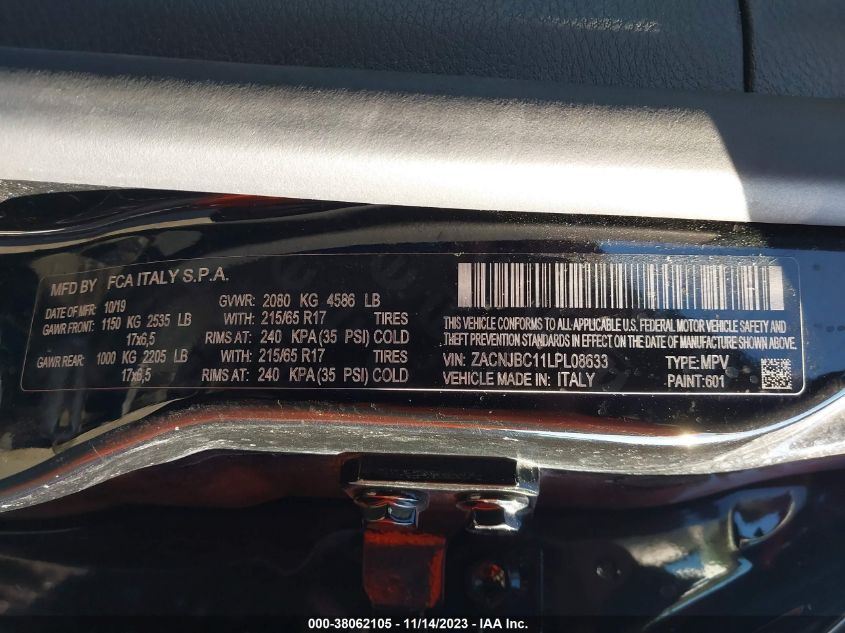 MFD BY FCA ITALY S.P.A.
DATE OF MFR: 10/19 GVWR: 2080 KG 4586 LB
GAWR FRONT: 1150 KG 2535 LB WITH: 215/65 R17 TIRES
17x6,5 RIMS AT: 240 KPA (35 PSI) COLD
GAWR REAR: 1000 KG 2205 LB WITH: 215/65 R17 TIRES
17x6,5 RIMS AT: 240 KPA (35 PSI) COLD
THIS VEHICLE CONFORMS TO ALL APPLICABLE U.S. FEDERAL MOTOR VEHICLE SAFETY AND
THEFT PREVENTION STANDARDS IN EFFECT ON THE DATE OF MANUFACTURE SHOWN ABOVE.
VIN: ZACNJBC11LPL08633 TYPE: MPV
VEHICLE MADE IN: ITALY PAINT: 601
000-38062105 - 11/14/2023 - IAA Inc.